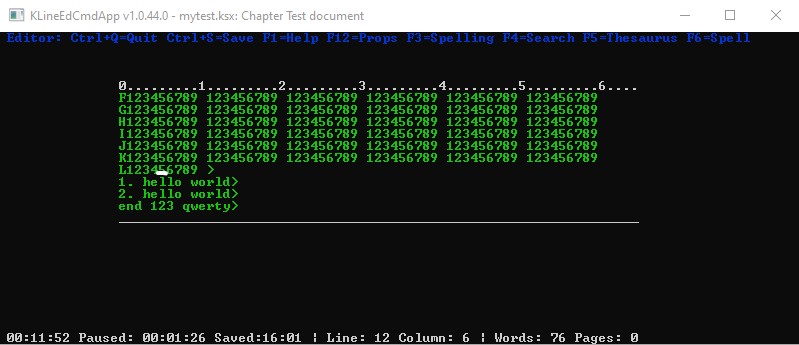 KLineEdCmdApp v1.0.44.0 - mytest.ksx: Chapter Test document
Editor: Ctrl+Q=Quit Ctrl+S=Save F1=Help F12=Props F3=Spelling F4=Search F5=Thesaurus F6=Spell
0.........1.........2.........3.........4.........5.........6....
F123456789 123456789 123456789 123456789 123456789 123456789
G123456789 123456789 123456789 123456789 123456789 123456789
H123456789 123456789 123456789 123456789 123456789 123456789
I123456789 123456789 123456789 123456789 123456789 123456789
J123456789 123456789 123456789 123456789 123456789 123456789
K123456789 123456789 123456789 123456789 123456789 123456789
L123456789 >
1. hello world>
2. hello world>
end 123 qwerty>
00:11:52 Paused: 00:01:26 Saved:16:01 ¦ Line: 12 Column: 6 ¦ Words: 76 Pages: 0